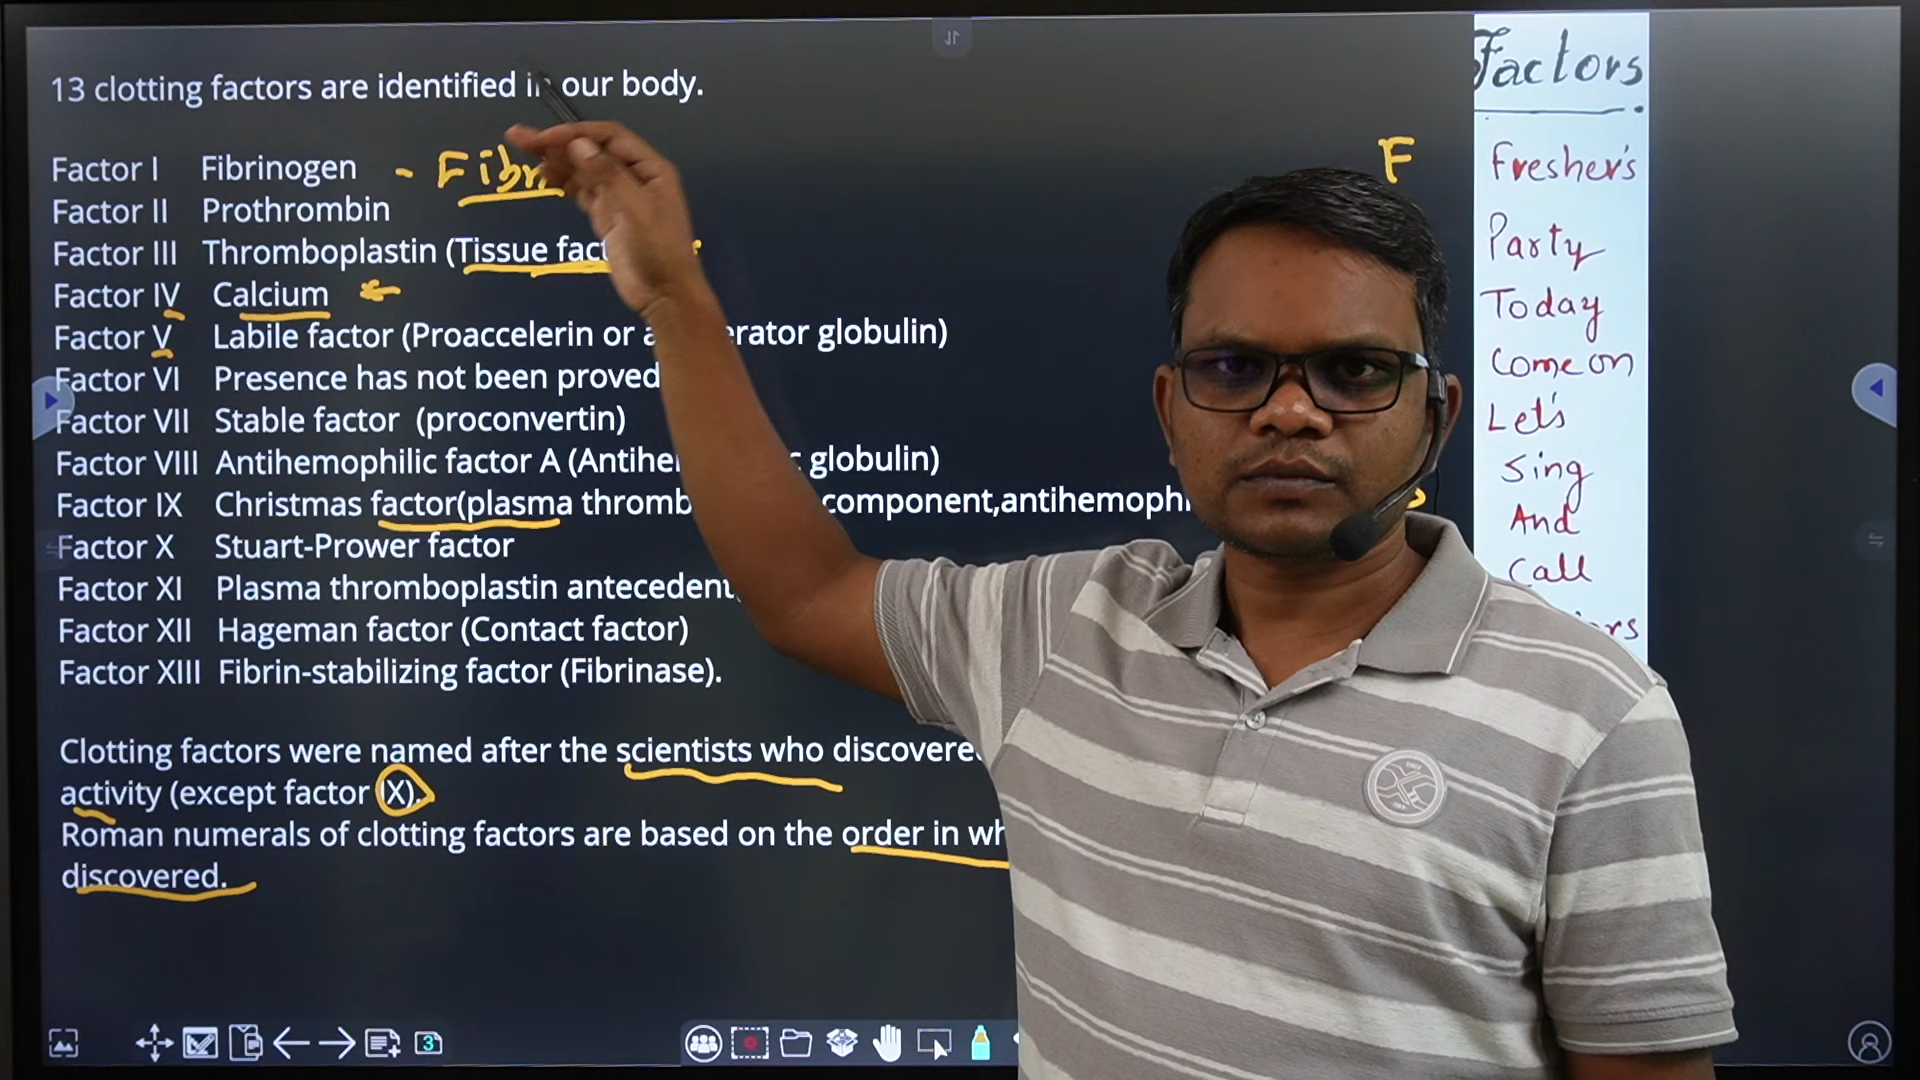 13 clotting factors are identified in our body.
Factor I Fibrinogen - Fibri
Factor II Prothrombin
Factor III Thromboplastin (Tissue fact
Factor IV Calcium
Factor V Labile factor (Proaccelerin or a erator globulin)
Factor VI Presence has not been proved
Factor VII Stable factor (proconvertin)
Factor VIII Antihemophilic factor A (Antihe c globulin)
Factor IX Christmas factor(plasma thromb component,antihemophi
Factor X Stuart-Prower factor
Factor XI Plasma thromboplastin antecedent
Factor XII Hageman factor (Contact factor)
Factor XIII Fibrin-stabilizing factor (Fibrinase).
Clotting factors were named after the scientists who discovere
activity (except factor IX).
Roman numerals of clotting factors are based on the order in wh
discovered.
3
F
Factors
Fresher's
Party
Today
Come on
Let's
Sing
And
Call
rs